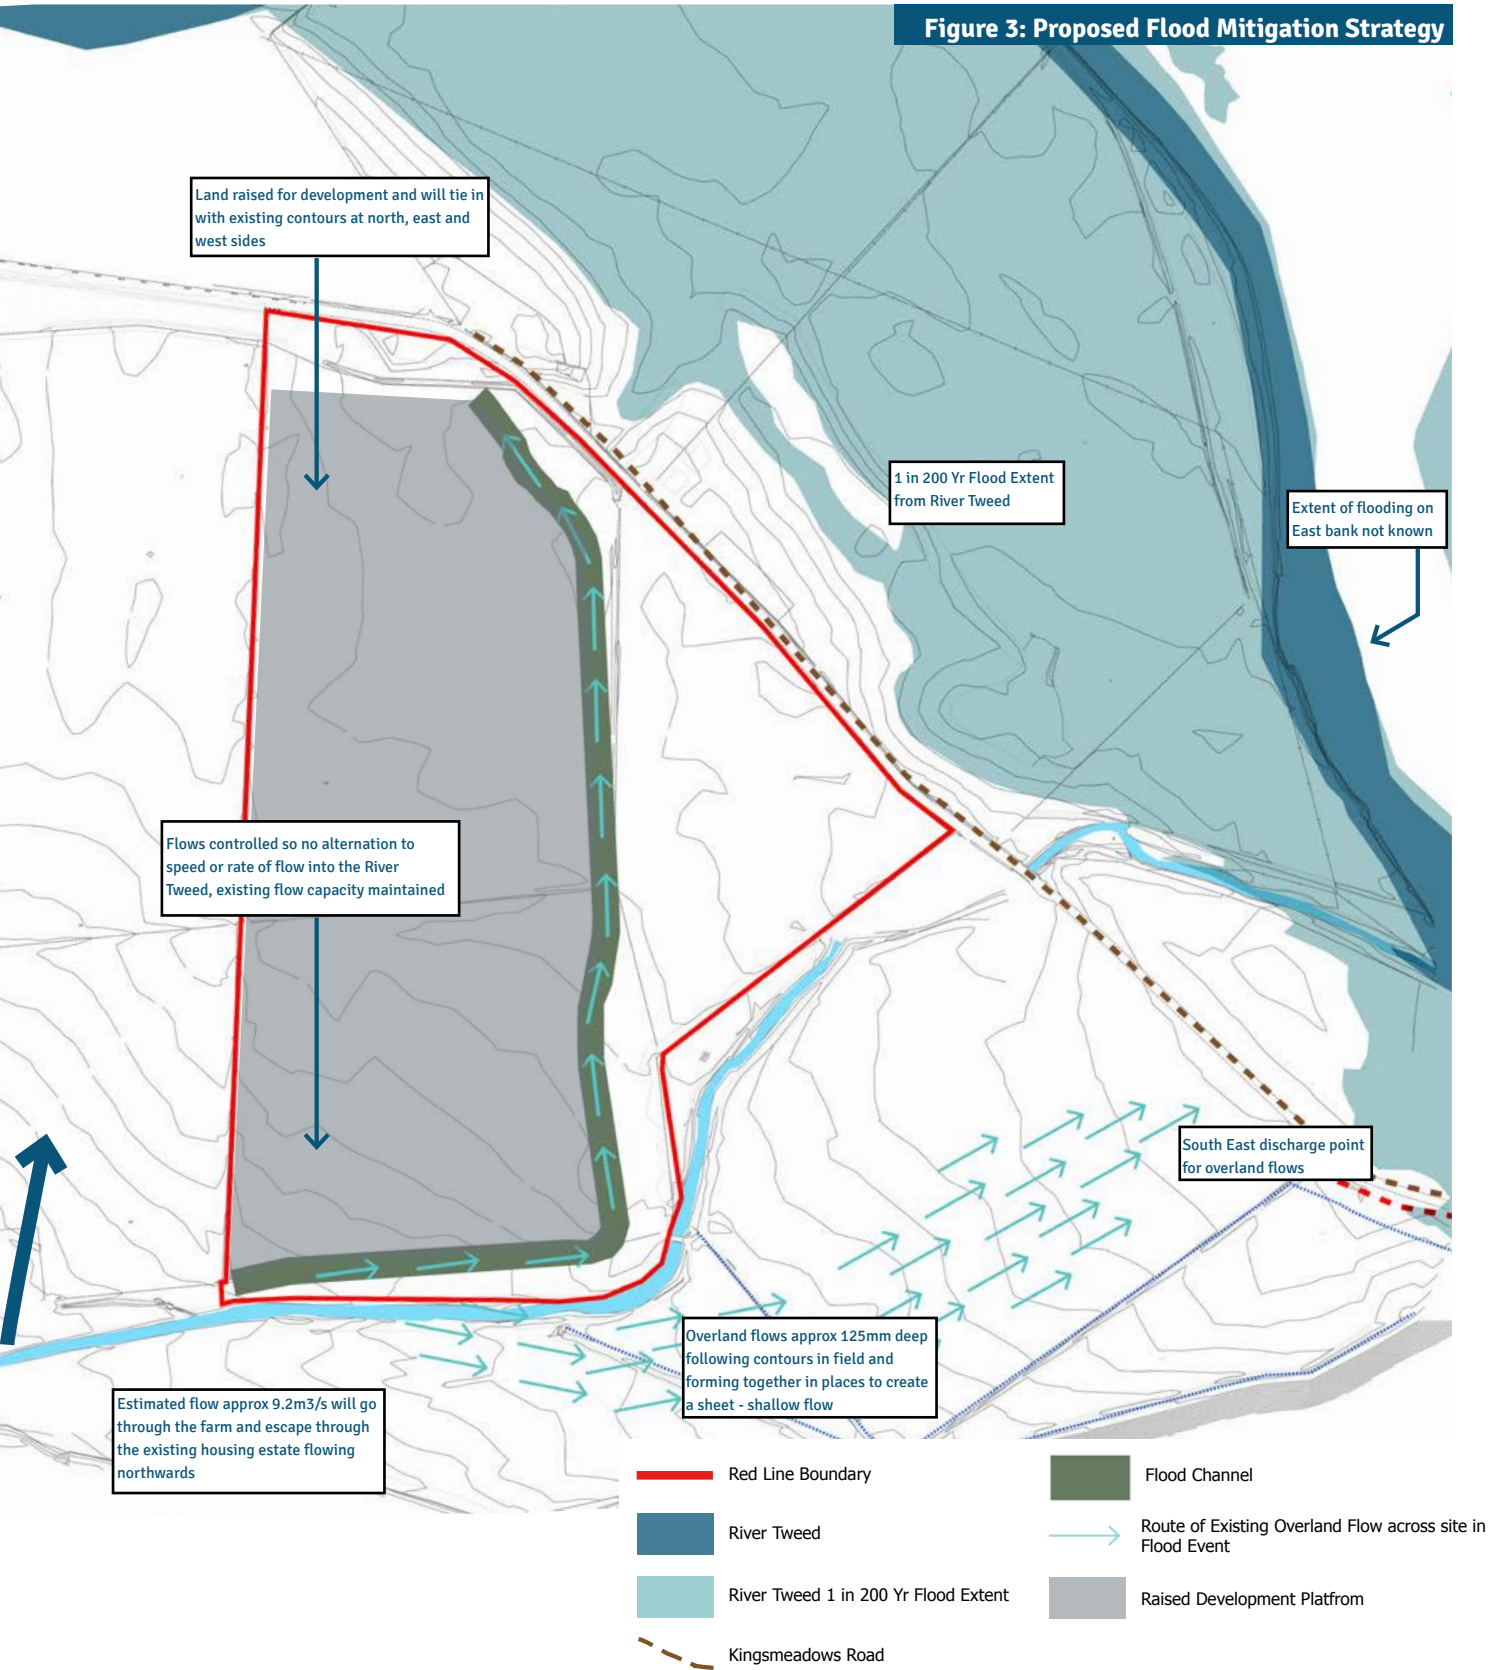 Figure 3: Proposed Flood Mitigation Strategy
Land raised for development and will tie in
with existing contours at north, east and
west sides
1 in 200 Yr Flood Extent
from River Tweed
Extent of flooding on
East bank not known
Flows controlled so no alternation to
speed or rate of flow into the River
Tweed, existing flow capacity maintained
South East discharge point
for overland flows
Overland flows approx 125mm deep
following contours in field and
forming together in places to create
a sheet - shallow flow
Estimated flow approx 9.2m3/s will go
through the farm and escape through
the existing housing estate flowing
northwards
Red Line Boundary
River Tweed
River Tweed 1 in 200 Yr Flood Extent
Kingsmeadows Road
Flood Channel
Route of Existing Overland Flow across site in
Flood Event
Raised Development Platfrom